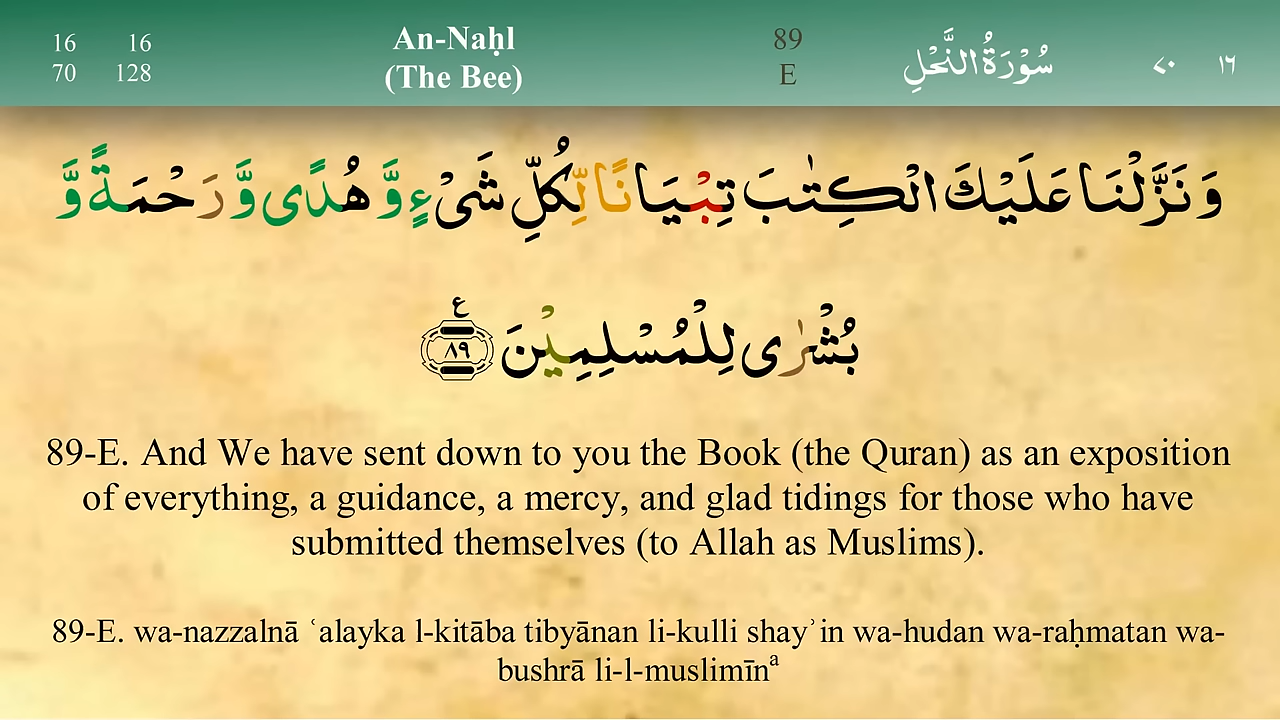 16 16
70 128
An-Naḥl
(The Bee)
89
E
سُوْرَةُ النَّحْلِ
٧٠ ١٦
وَ نَزَّلْنَا عَلَيْكَ الْكِتٰبَ تِبْيَانًا لِّكُلِّ شَیْءٍ وَّ هُدًی وَّ رَحْمَةً وَّ
بُشْرٰی لِلْمُسْلِمِيْنَ ع ٨٩
89-E. And We have sent down to you the Book (the Quran) as an exposition
of everything, a guidance, a mercy, and glad tidings for those who have
submitted themselves (to Allah as Muslims).
89-E. wa-nazzalnā ʿalayka l-kitāba tibyānan li-kulli shayʾin wa-hudan wa-raḥmatan wa-
bushrā li-l-muslimīnᵃ